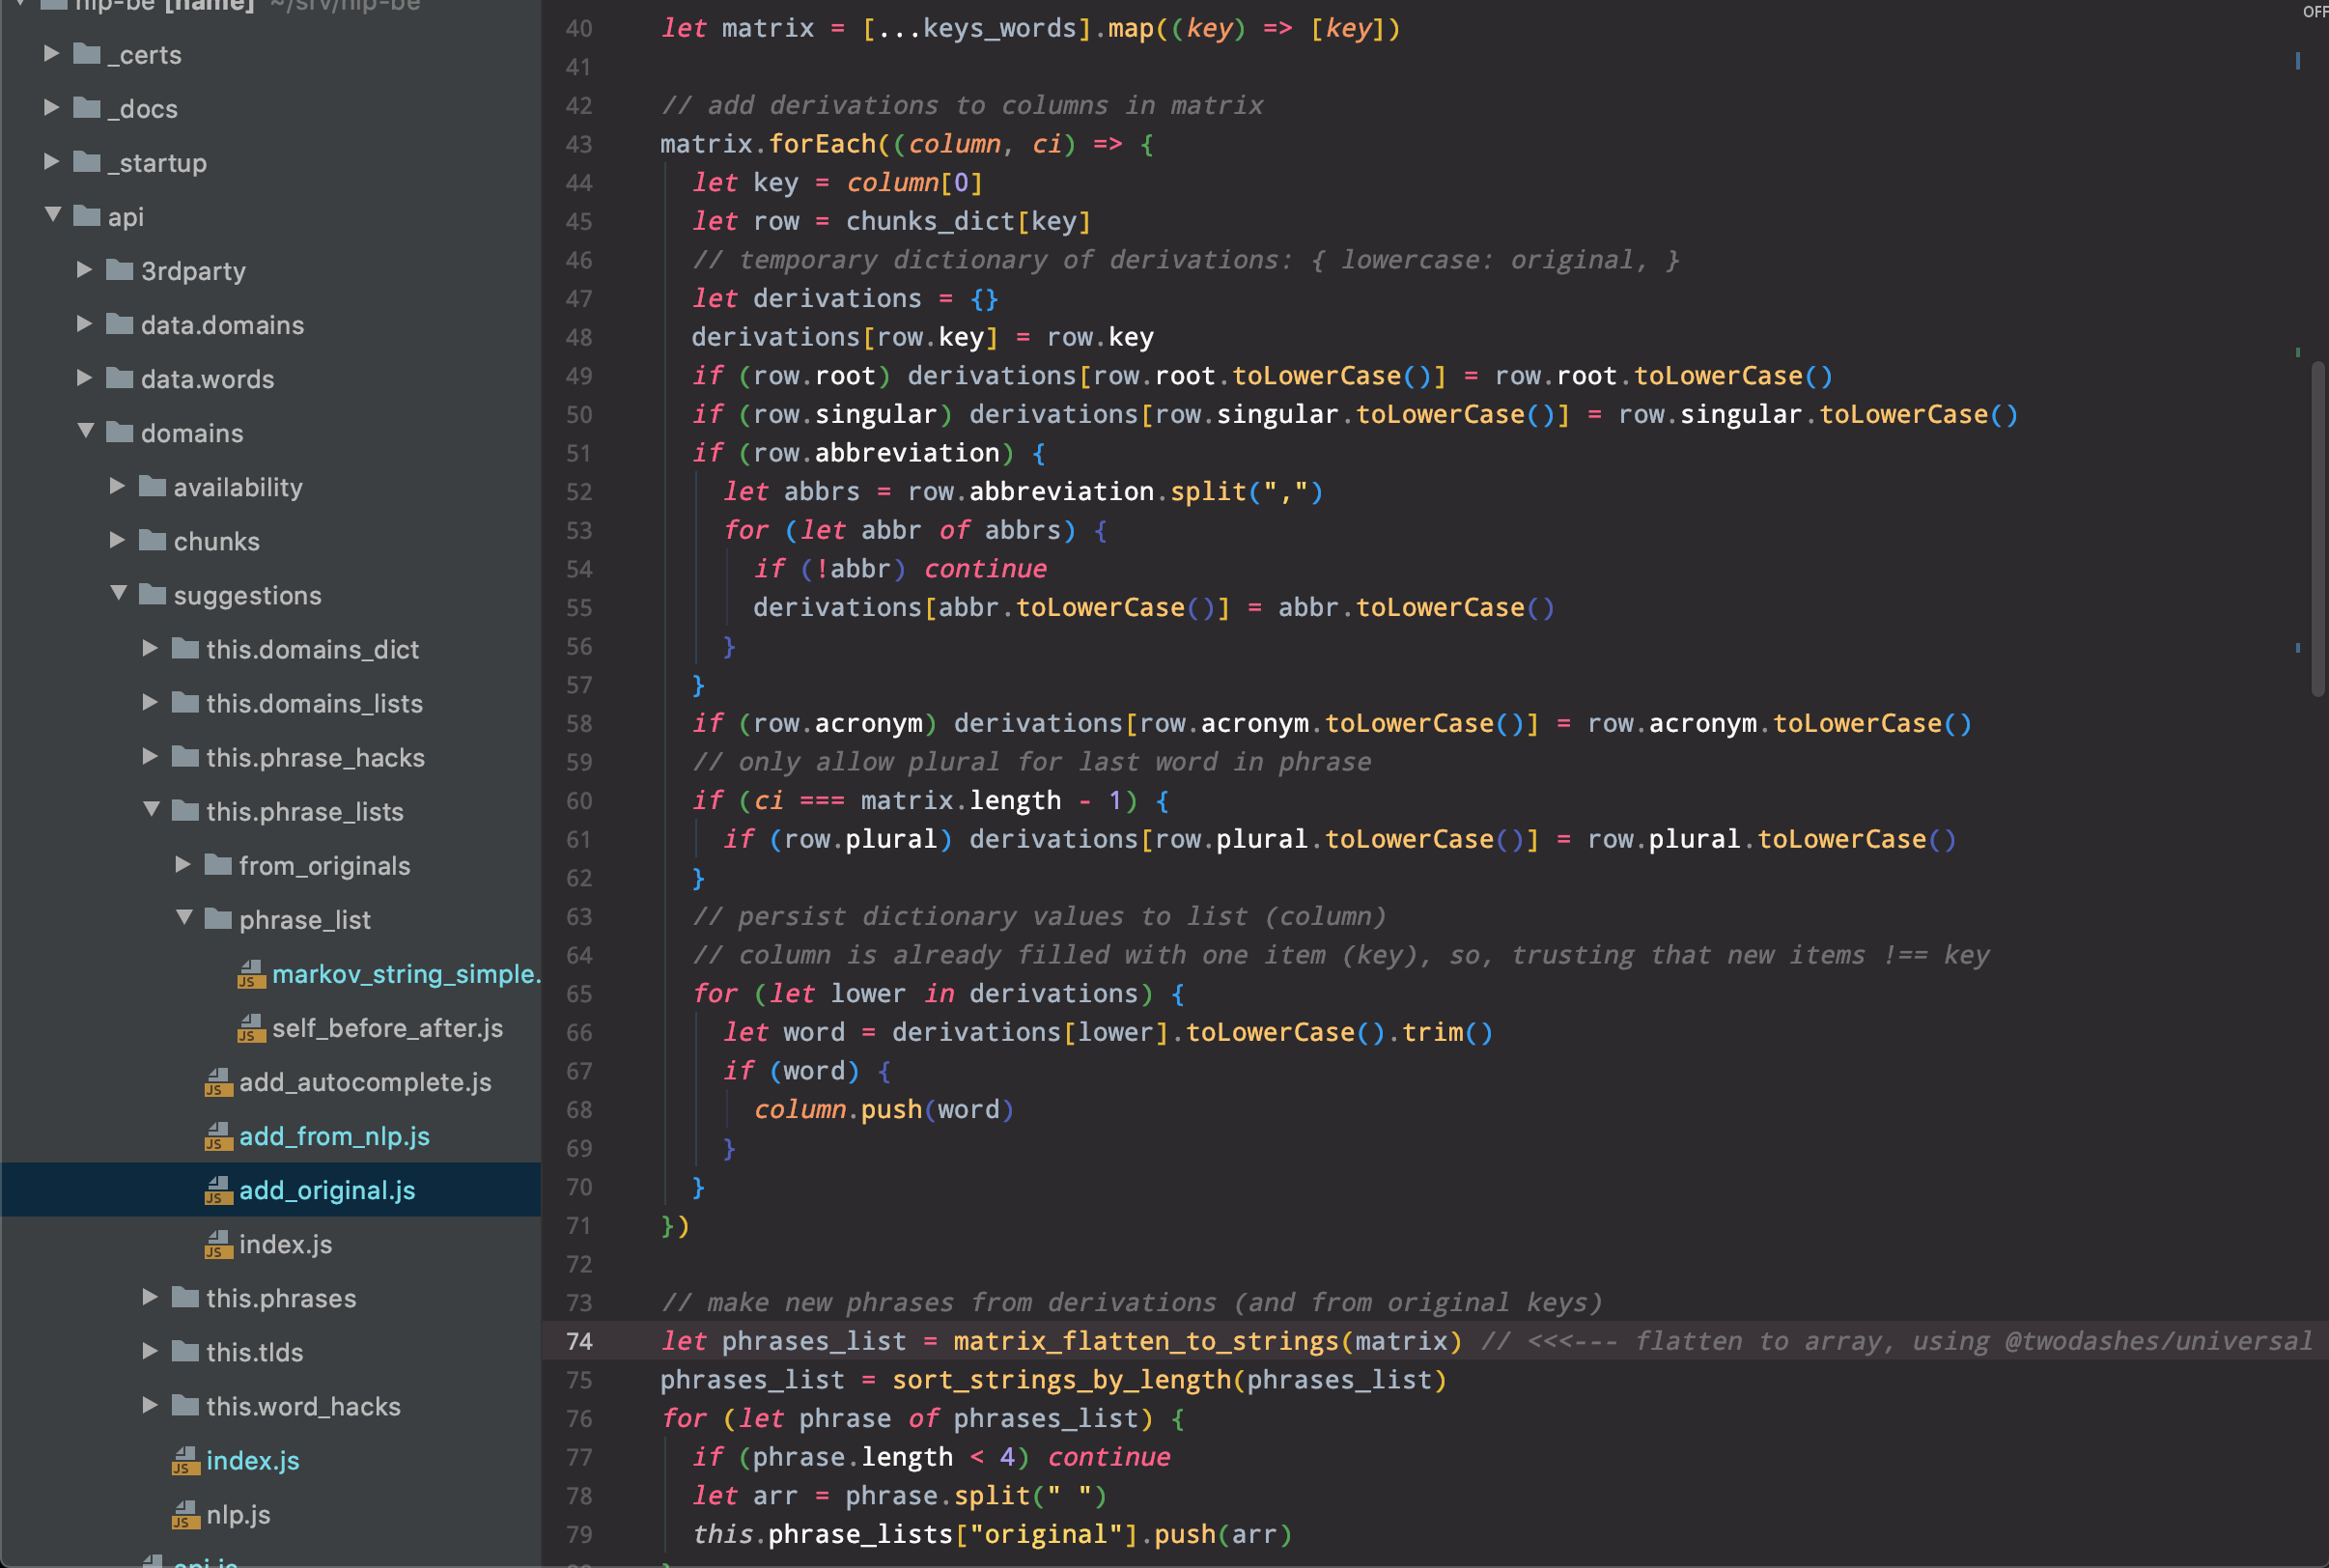 nlp-be [name] ~/srv/nlp-be
_certs
_docs
_startup
api
3rdparty
data.domains
data.words
domains
availability
chunks
suggestions
this.domains_dict
this.domains_lists
this.phrase_hacks
this.phrase_lists
from_originals
phrase_list
markov_string_simple.
self_before_after.js
add_autocomplete.js
add_from_nlp.js
add_original.js
index.js
this.phrases
this.tlds
this.word_hacks
index.js
nlp.js
api.js
OFF
40 let matrix = [...keys_words].map((key) => [key])
41
42 // add derivations to columns in matrix
43 matrix.forEach((column, ci) => {
44 let key = column[0]
45 let row = chunks_dict[key]
46 // temporary dictionary of derivations: { lowercase: original, }
47 let derivations = {}
48 derivations[row.key] = row.key
49 if (row.root) derivations[row.root.toLowerCase()] = row.root.toLowerCase()
50 if (row.singular) derivations[row.singular.toLowerCase()] = row.singular.toLowerCase()
51 if (row.abbreviation) {
52 let abbrs = row.abbreviation.split(",")
53 for (let abbr of abbrs) {
54 if (!abbr) continue
55 derivations[abbr.toLowerCase()] = abbr.toLowerCase()
56 }
57 }
58 if (row.acronym) derivations[row.acronym.toLowerCase()] = row.acronym.toLowerCase()
59 // only allow plural for last word in phrase
60 if (ci === matrix.length - 1) {
61 if (row.plural) derivations[row.plural.toLowerCase()] = row.plural.toLowerCase()
62 }
63 // persist dictionary values to list (column)
64 // column is already filled with one item (key), so, trusting that new items !== key
65 for (let lower in derivations) {
66 let word = derivations[lower].toLowerCase().trim()
67 if (word) {
68 column.push(word)
69 }
70 }
71 })
72
73 // make new phrases from derivations (and from original keys)
74 let phrases_list = matrix_flatten_to_strings(matrix) // <<<--- flatten to array, using @twodashes/universal
75 phrases_list = sort_strings_by_length(phrases_list)
76 for (let phrase of phrases_list) {
77 if (phrase.length < 4) continue
78 let arr = phrase.split(" ")
79 this.phrase_lists["original"].push(arr)